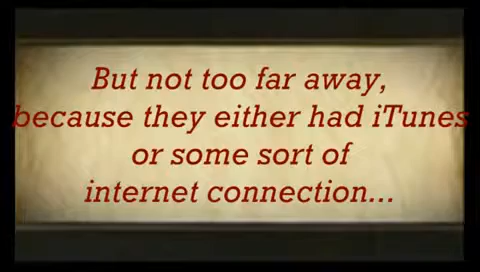 But not too far away,
because they either had iTunes
or some sort of
internet connection...